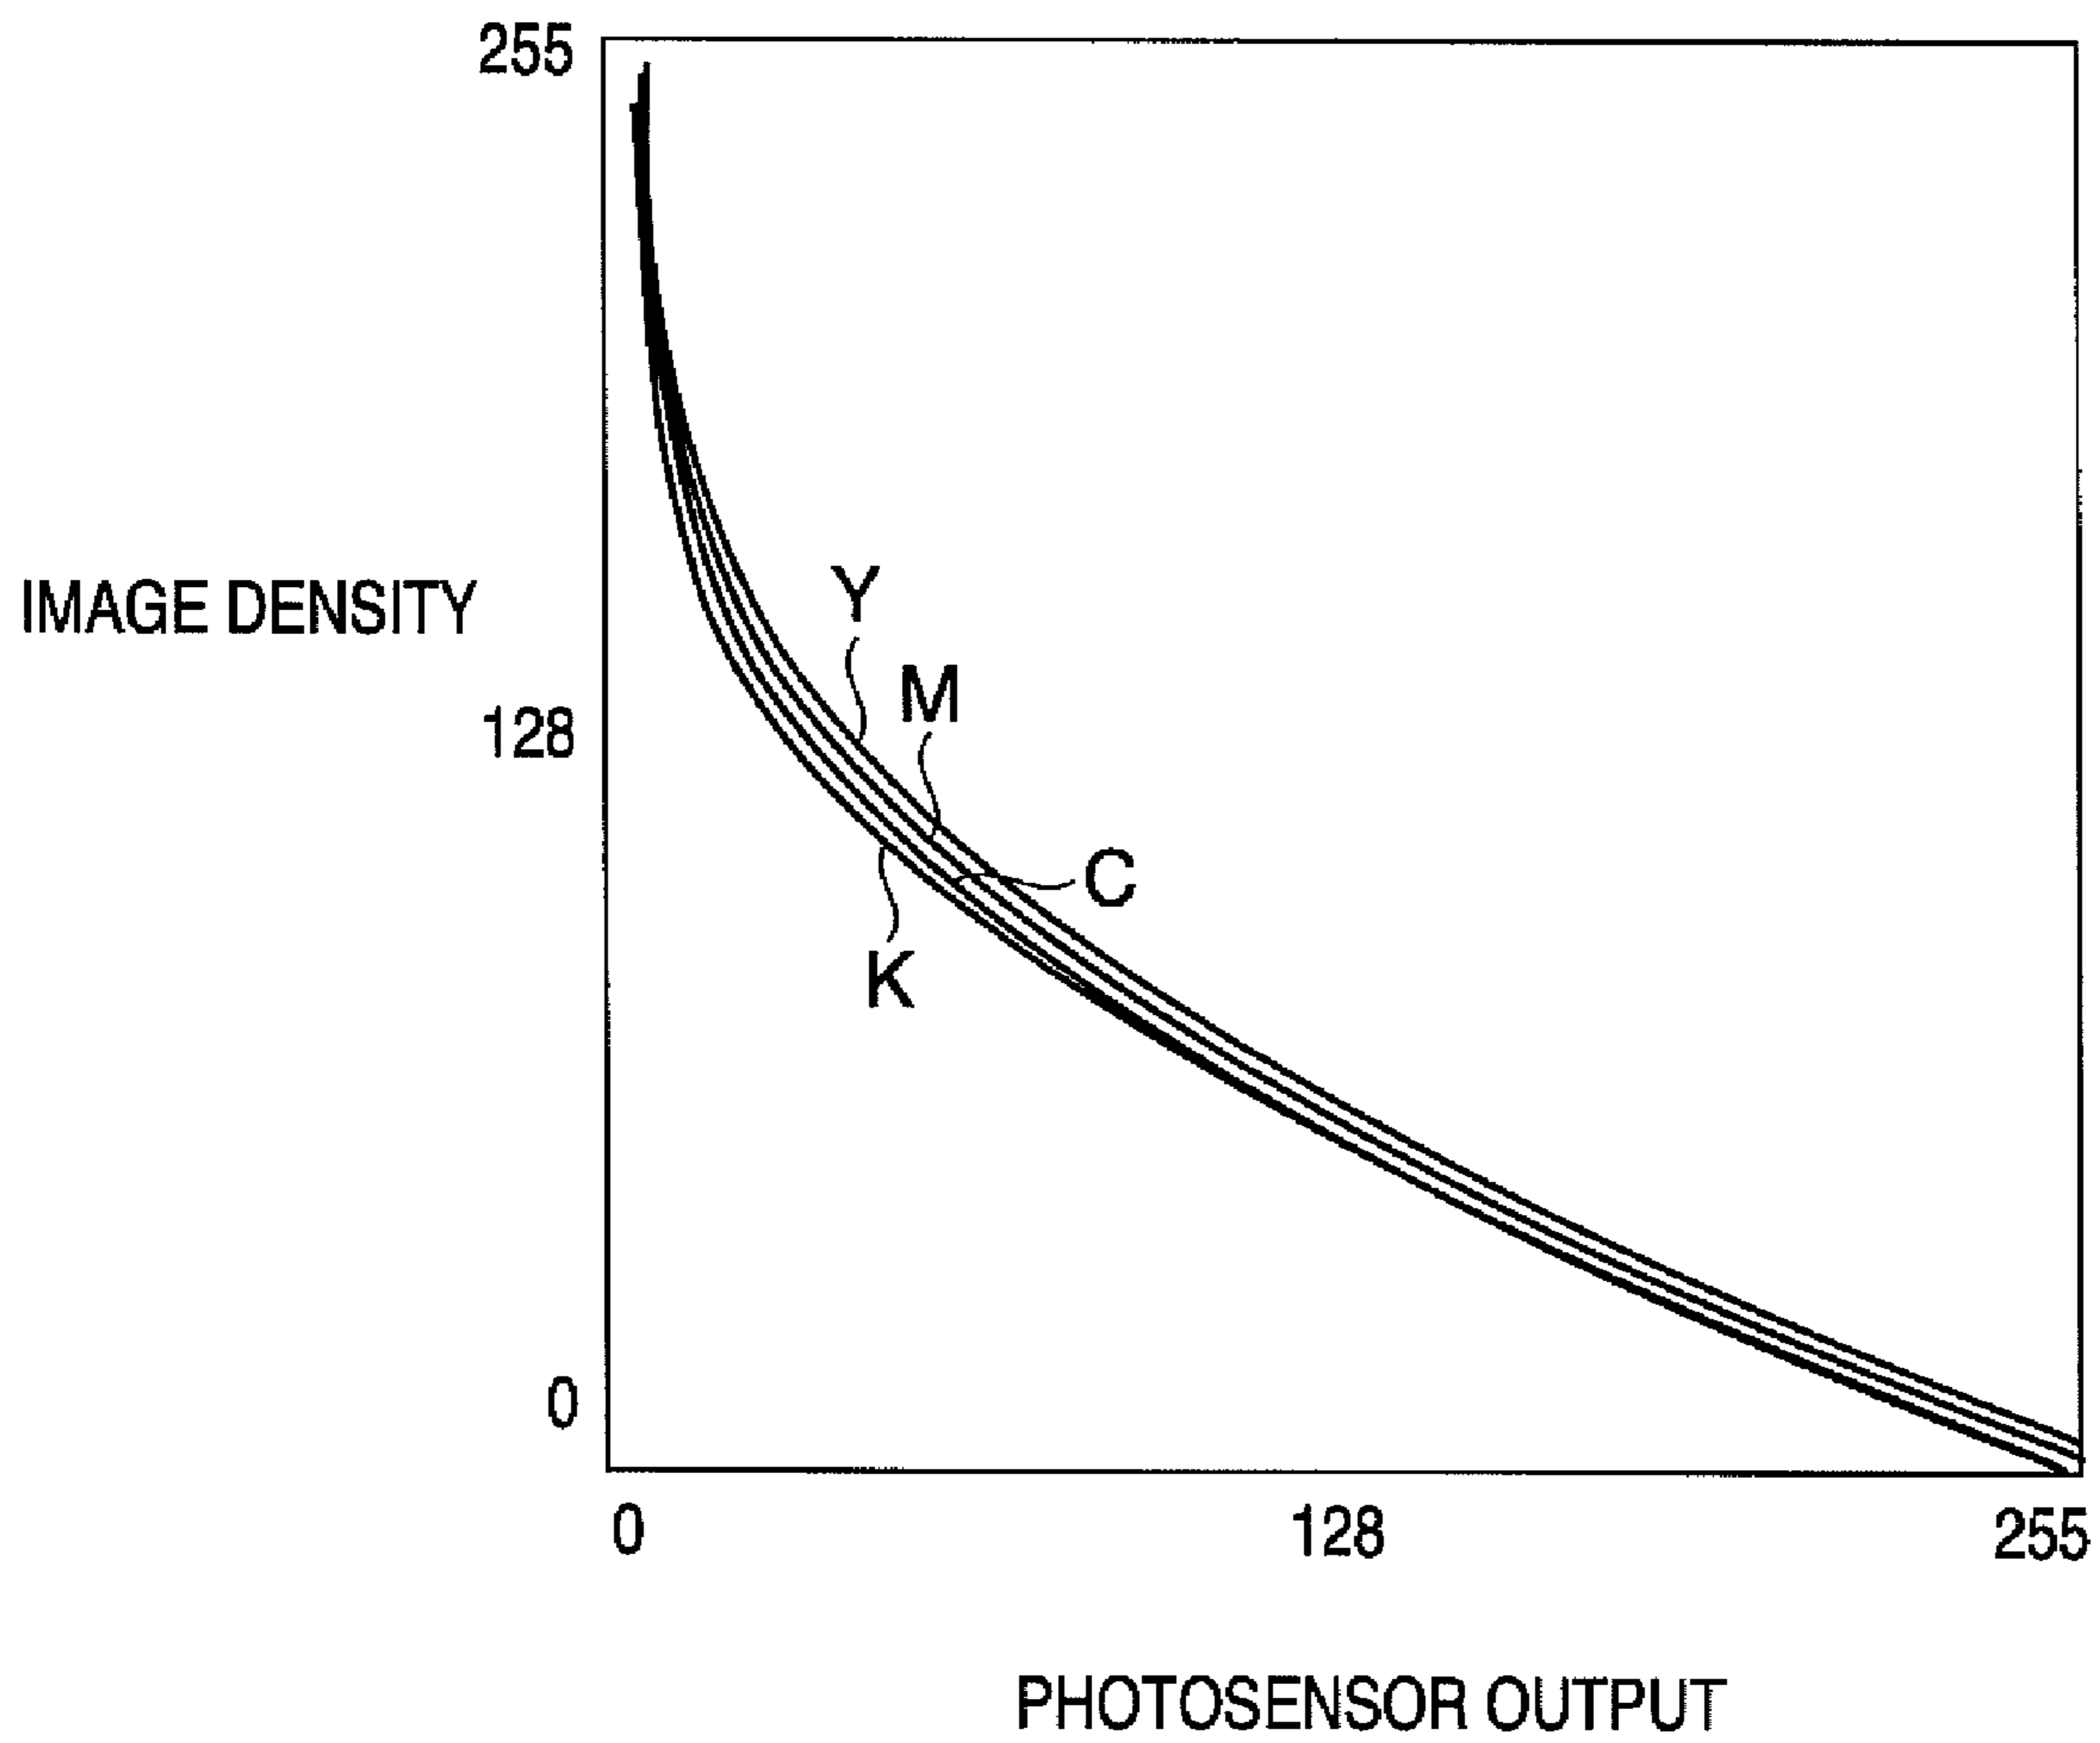 255
IMAGE DENSITY
Y
M
128
C
K
0
0 128 255
PHOTOSENSOR OUTPUT